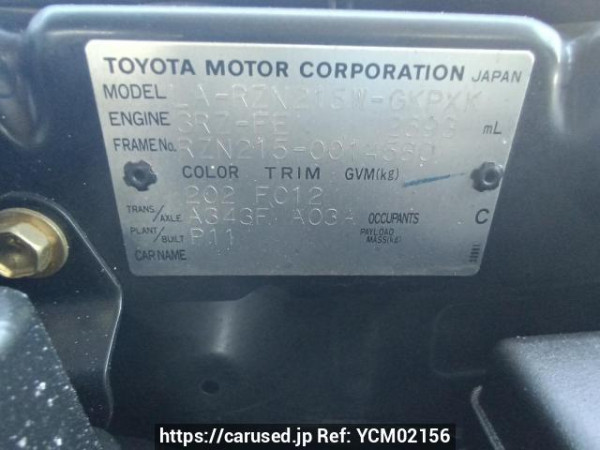 TOYOTA MOTOR CORPORATION JAPAN
MODEL LA-RZN215W-GKPXK
ENGINE 3RZ-FE 2693 mL
FRAME No.
COLOR TRIM GVM(kg)
202 FC12
TRANS./AXLE A343F A03A OCCUPANTS C
PLANT/BUILT P11 PAYLOAD MASS(kg)
CAR NAME
https://carused.jp Ref: YCM02156